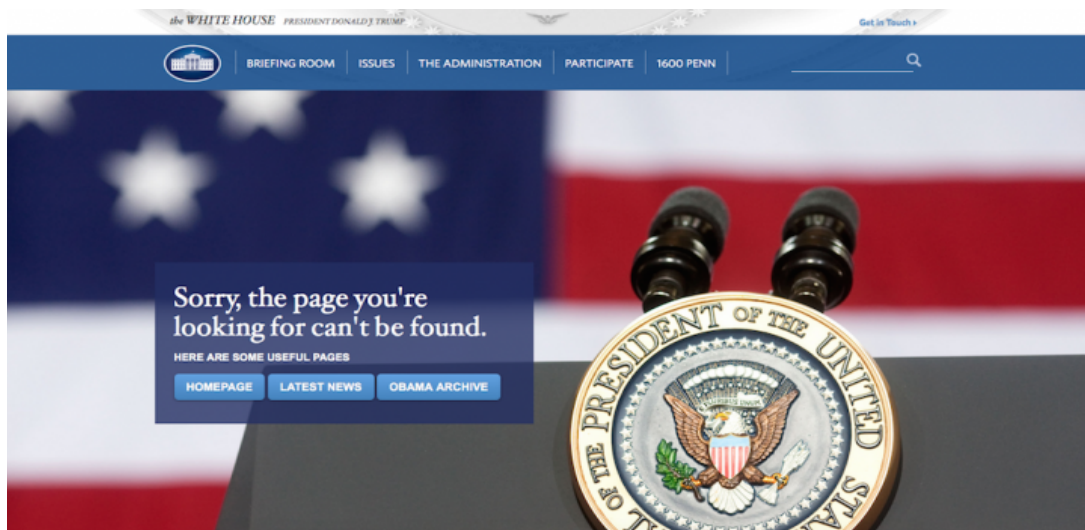 the WHITE HOUSE PRESIDENT DONALD J. TRUMP
Get in Touch
BRIEFING ROOM ISSUES THE ADMINISTRATION PARTICIPATE 1600 PENN
Sorry, the page you're
looking for can't be found.
HERE ARE SOME USEFUL PAGES
HOMEPAGE LATEST NEWS OBAMA ARCHIVE
AL OF THE PRESIDENT OF THE UNITED STA